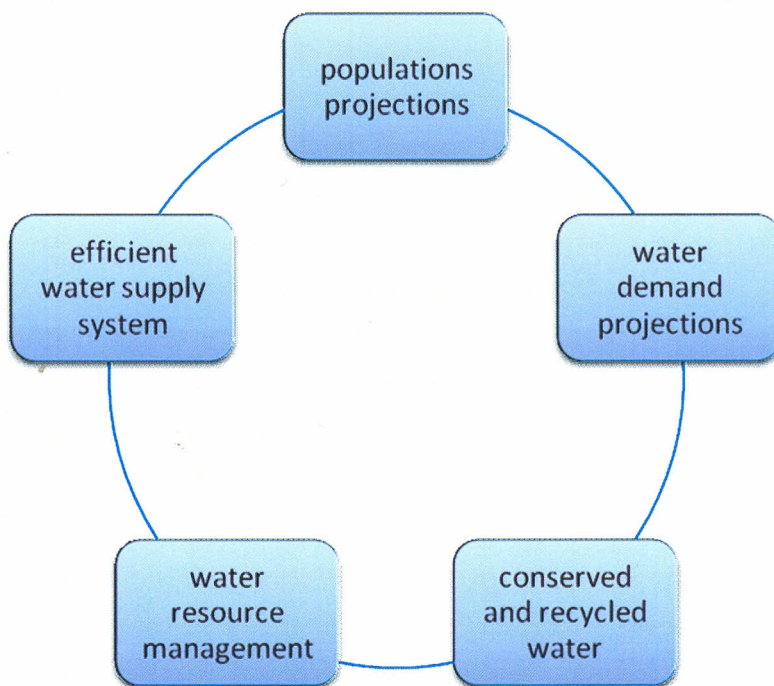 populations
projections
water
demand
projections
conserved
and recycled
water
water
resource
management
efficient
water supply
system